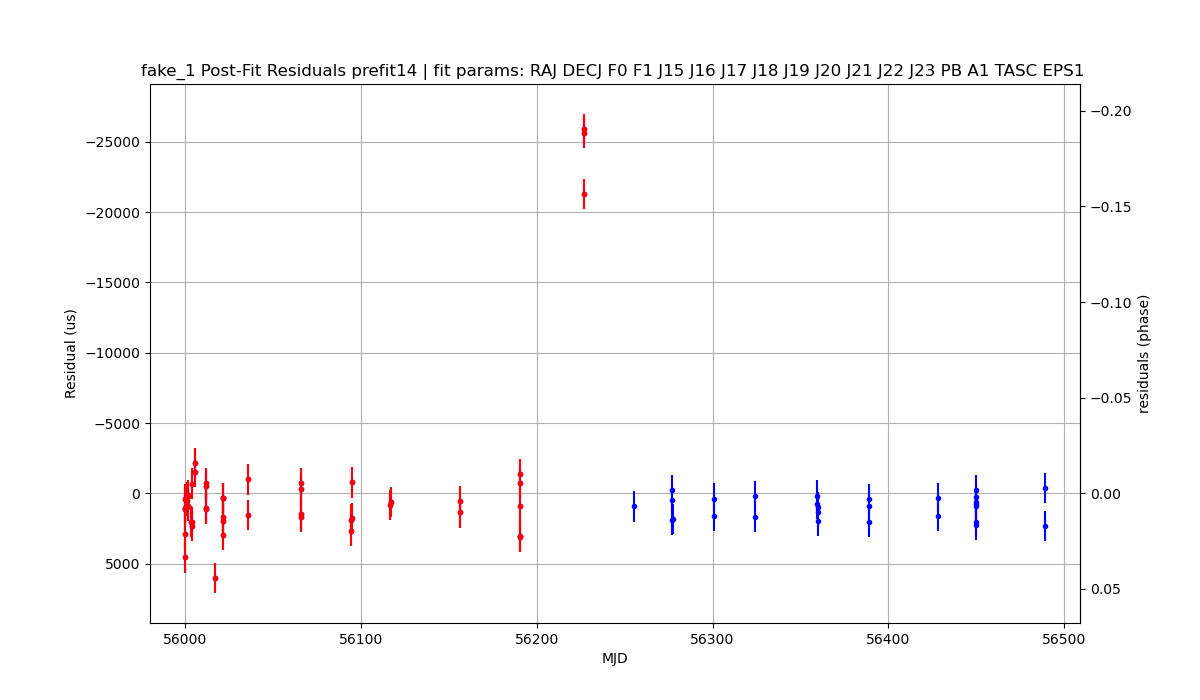 fake_1 Post-Fit Residuals prefit14 | fit params: RAJ DECJ F0 F1 J15 J16 J17 J18 J19 J20 J21 J22 J23 PB A1 TASC EPS1
−25000
−20000
−15000
−10000
−5000
0
5000
Residual (us)
−0.20
−0.15
−0.10
−0.05
0.00
0.05
residuals (phase)
56000 56100 56200 56300 56400 56500
MJD